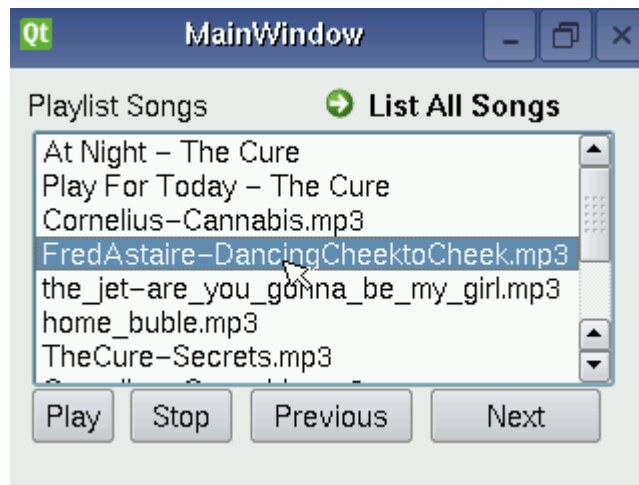 Qt MainWindow
Playlist Songs List All Songs
At Night – The Cure
Play For Today – The Cure
Cornelius–Cannabis.mp3
FredAstaire–DancingCheektoCheek.mp3
the_jet–are_you_gonna_be_my_girl.mp3
home_buble.mp3
TheCure–Secrets.mp3
Play Stop Previous Next